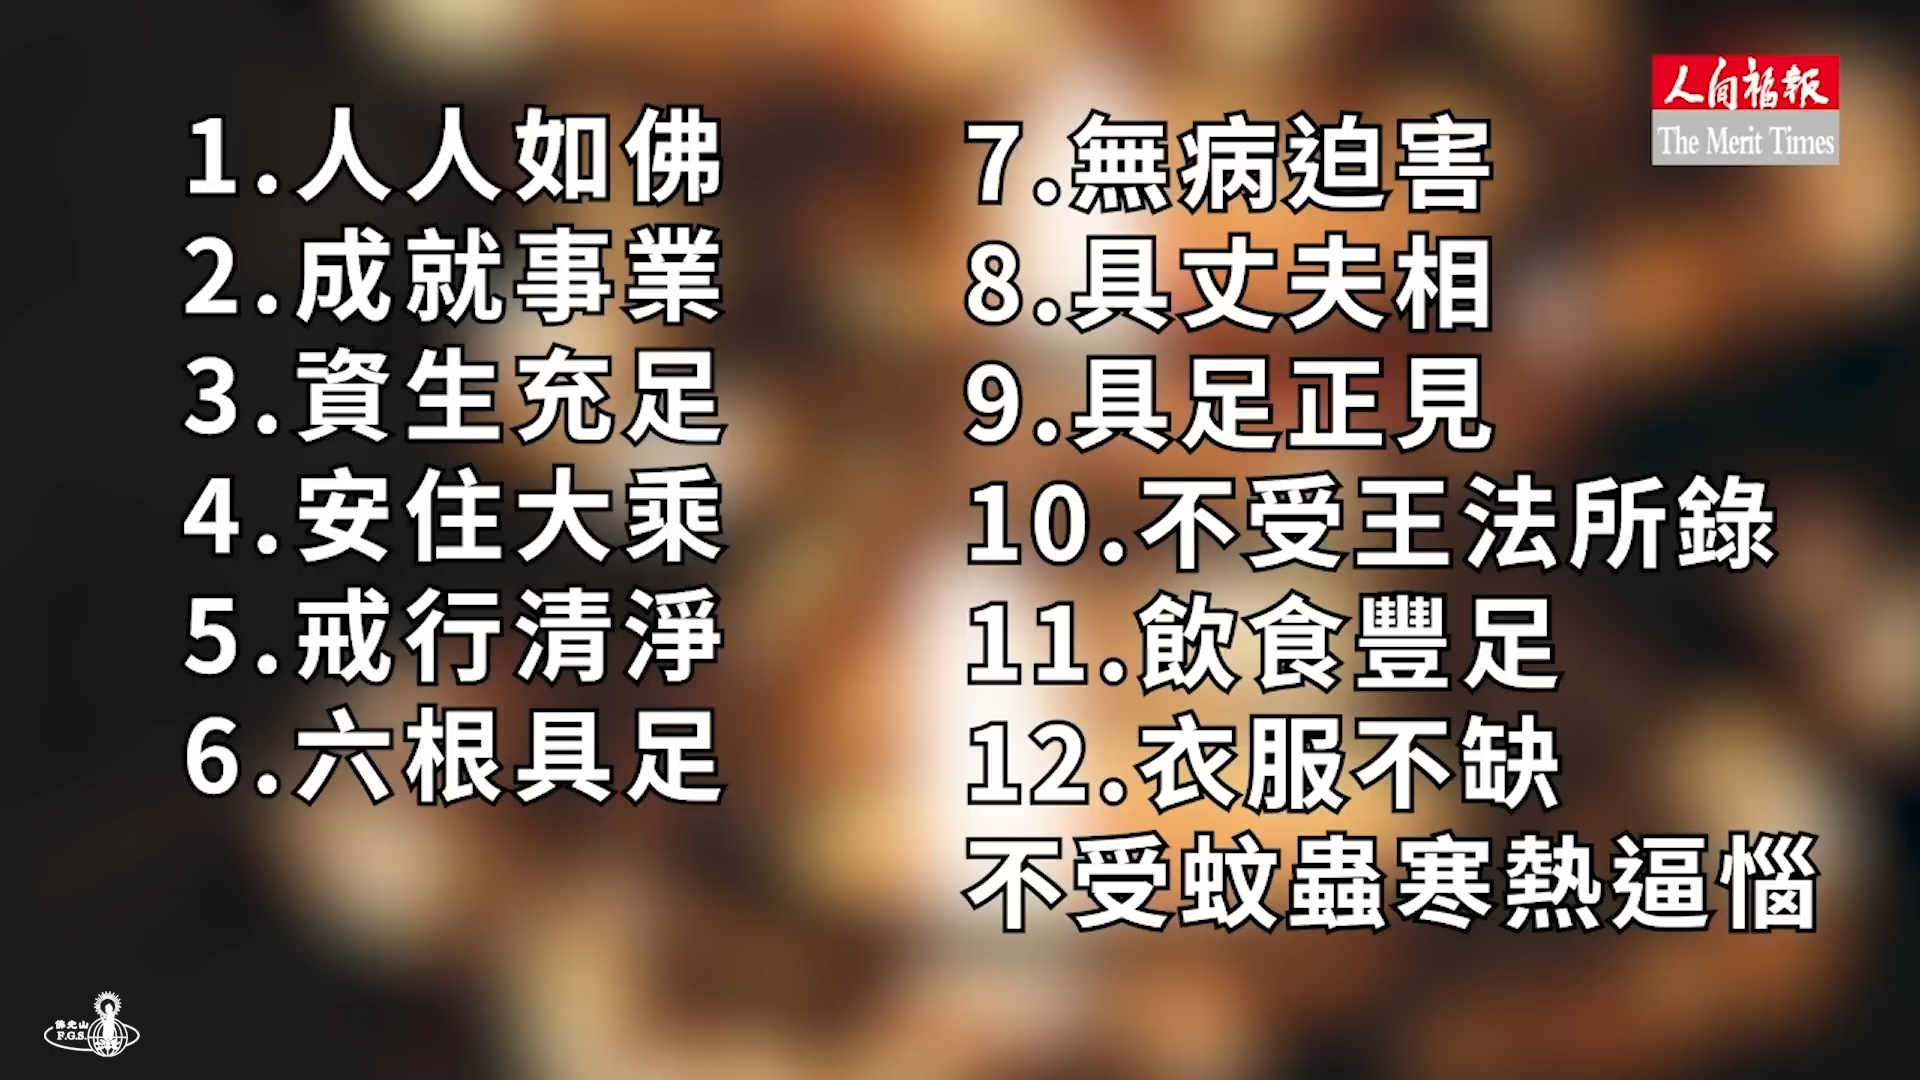 1.人人如佛
2.成就事業
3.資生充足
4.安住大乘
5.戒行清淨
6.六根具足
7.無病迫害
8.具丈夫相
9.具足正見
10.不受王法所錄
11.飲食豐足
12.衣服不缺
不受蚊蟲寒熱逼惱
人間福報
The Merit Times
佛光山
F.G.S.